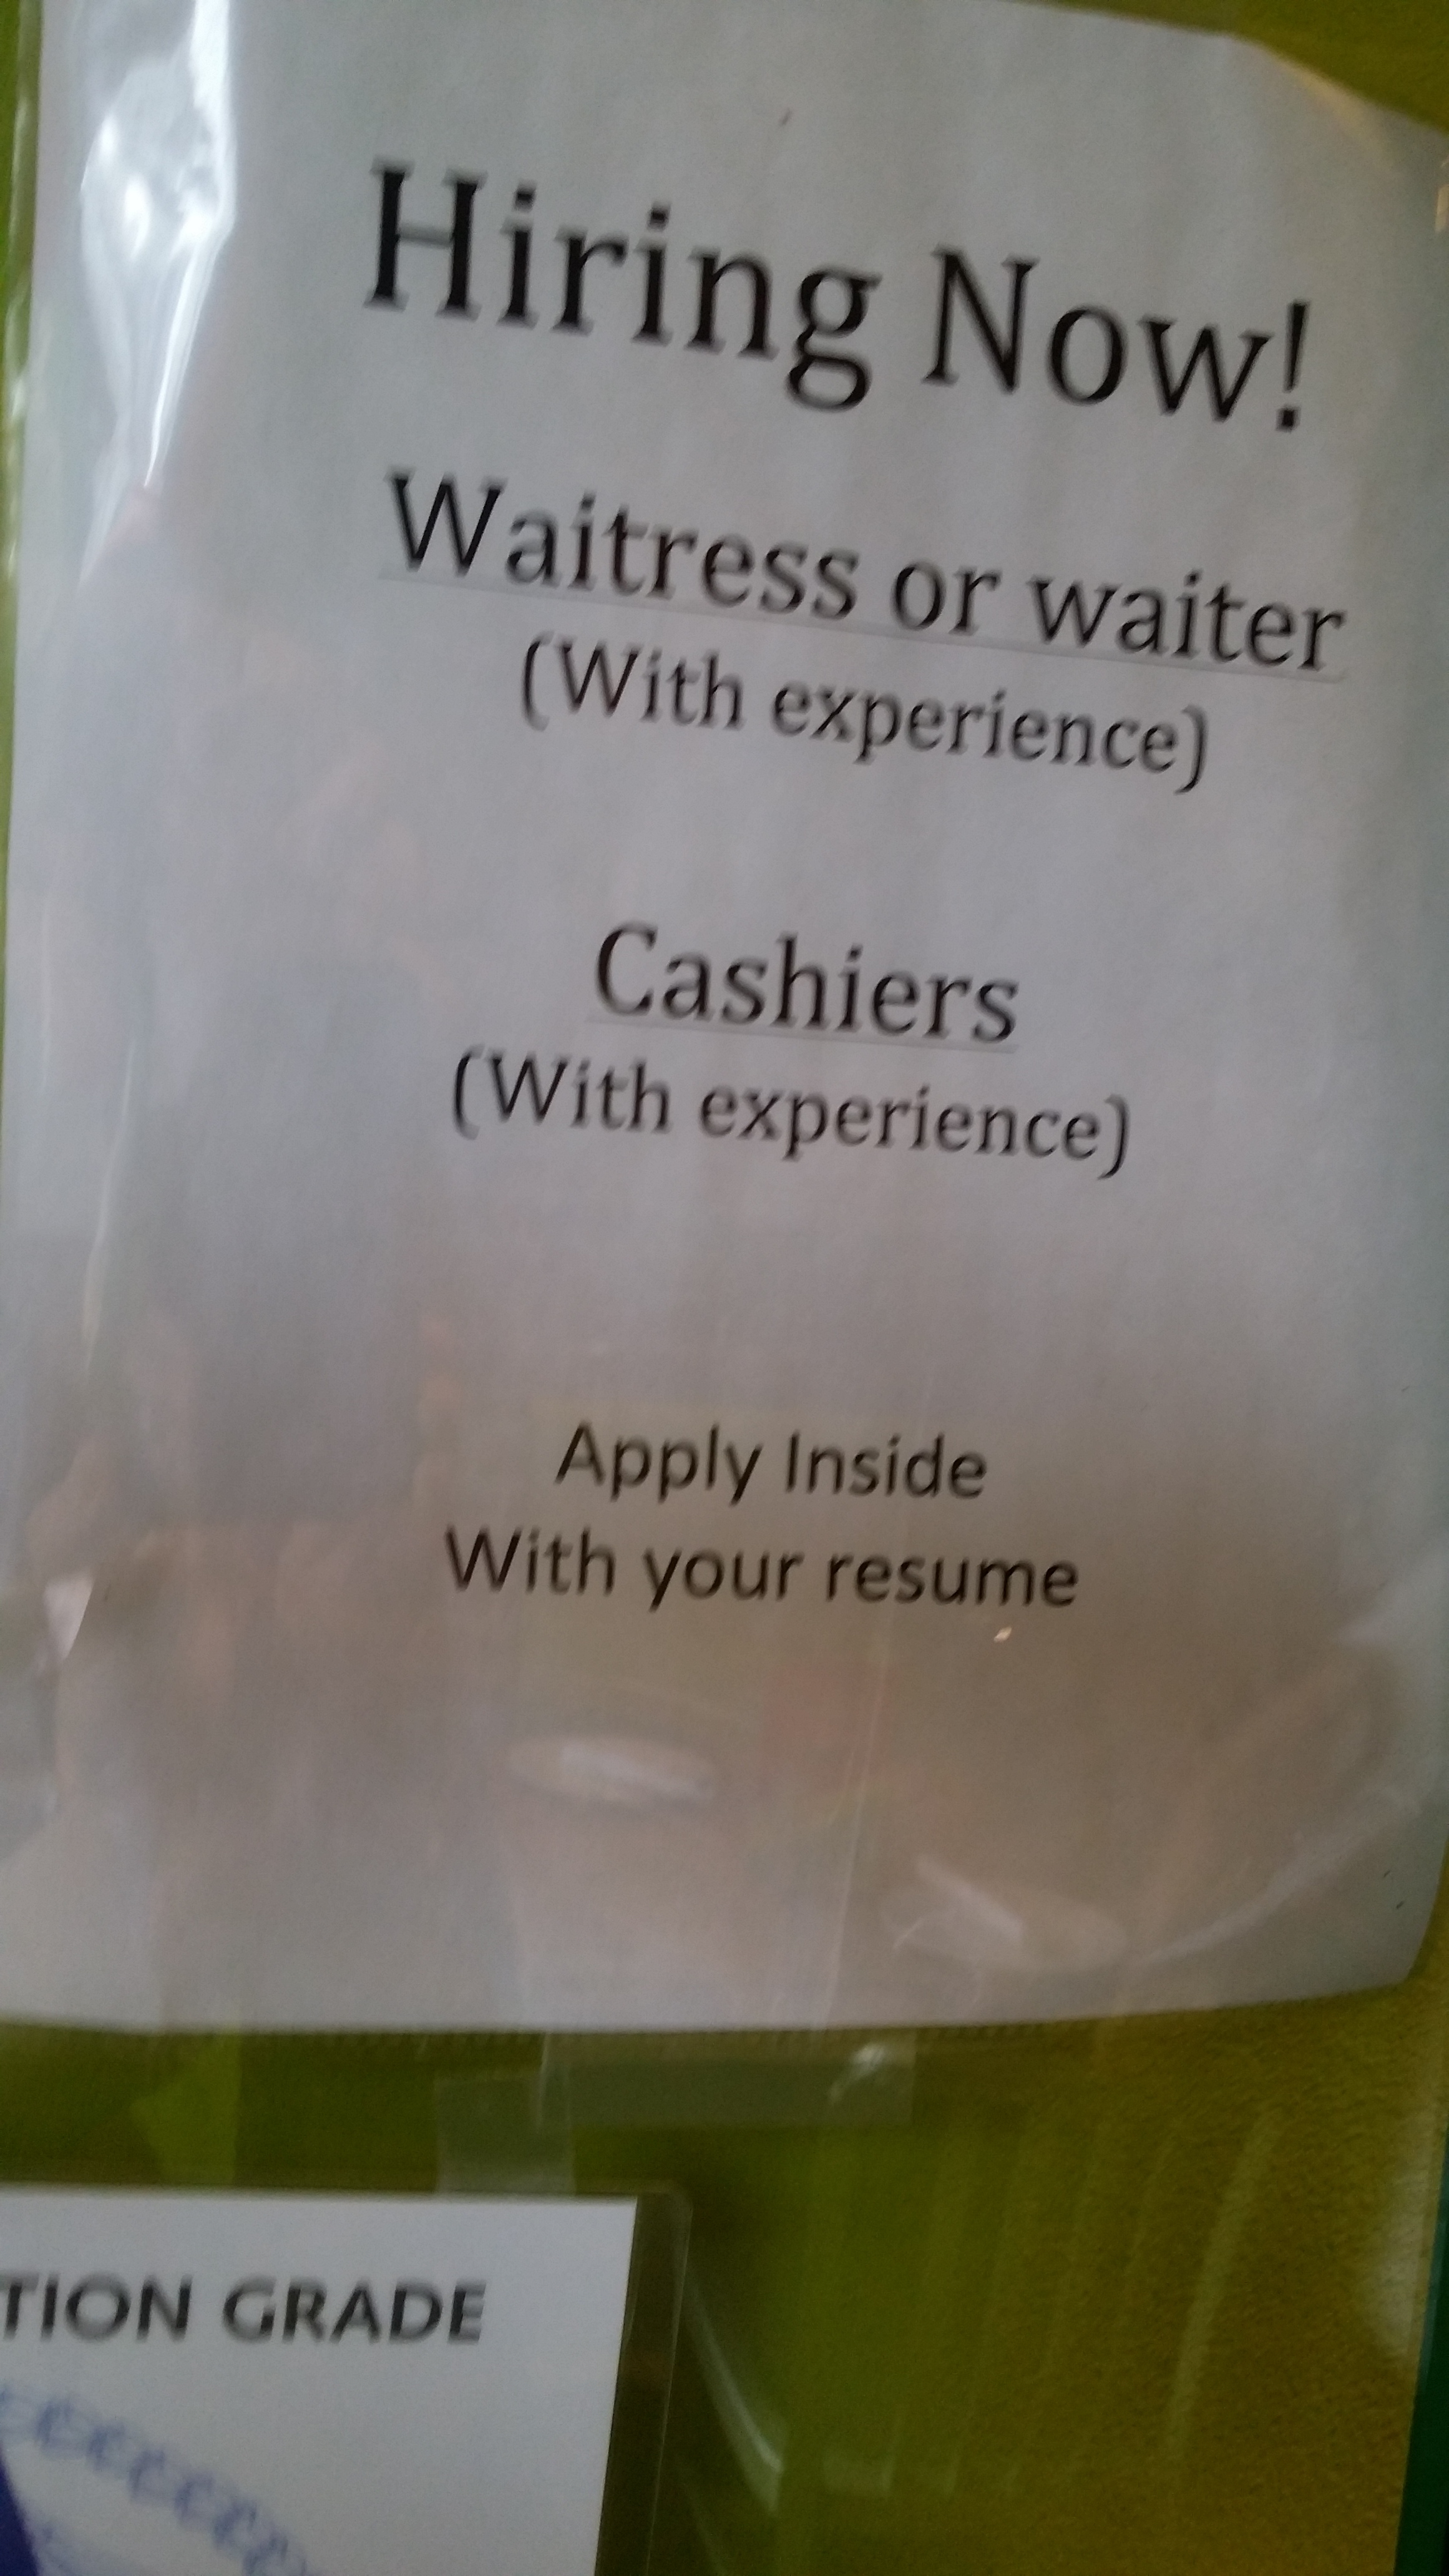 Hiring Now!
Waitress or waiter
(With experience)
Cashiers
(With experience)
Apply Inside
With your resume
TION GRADE